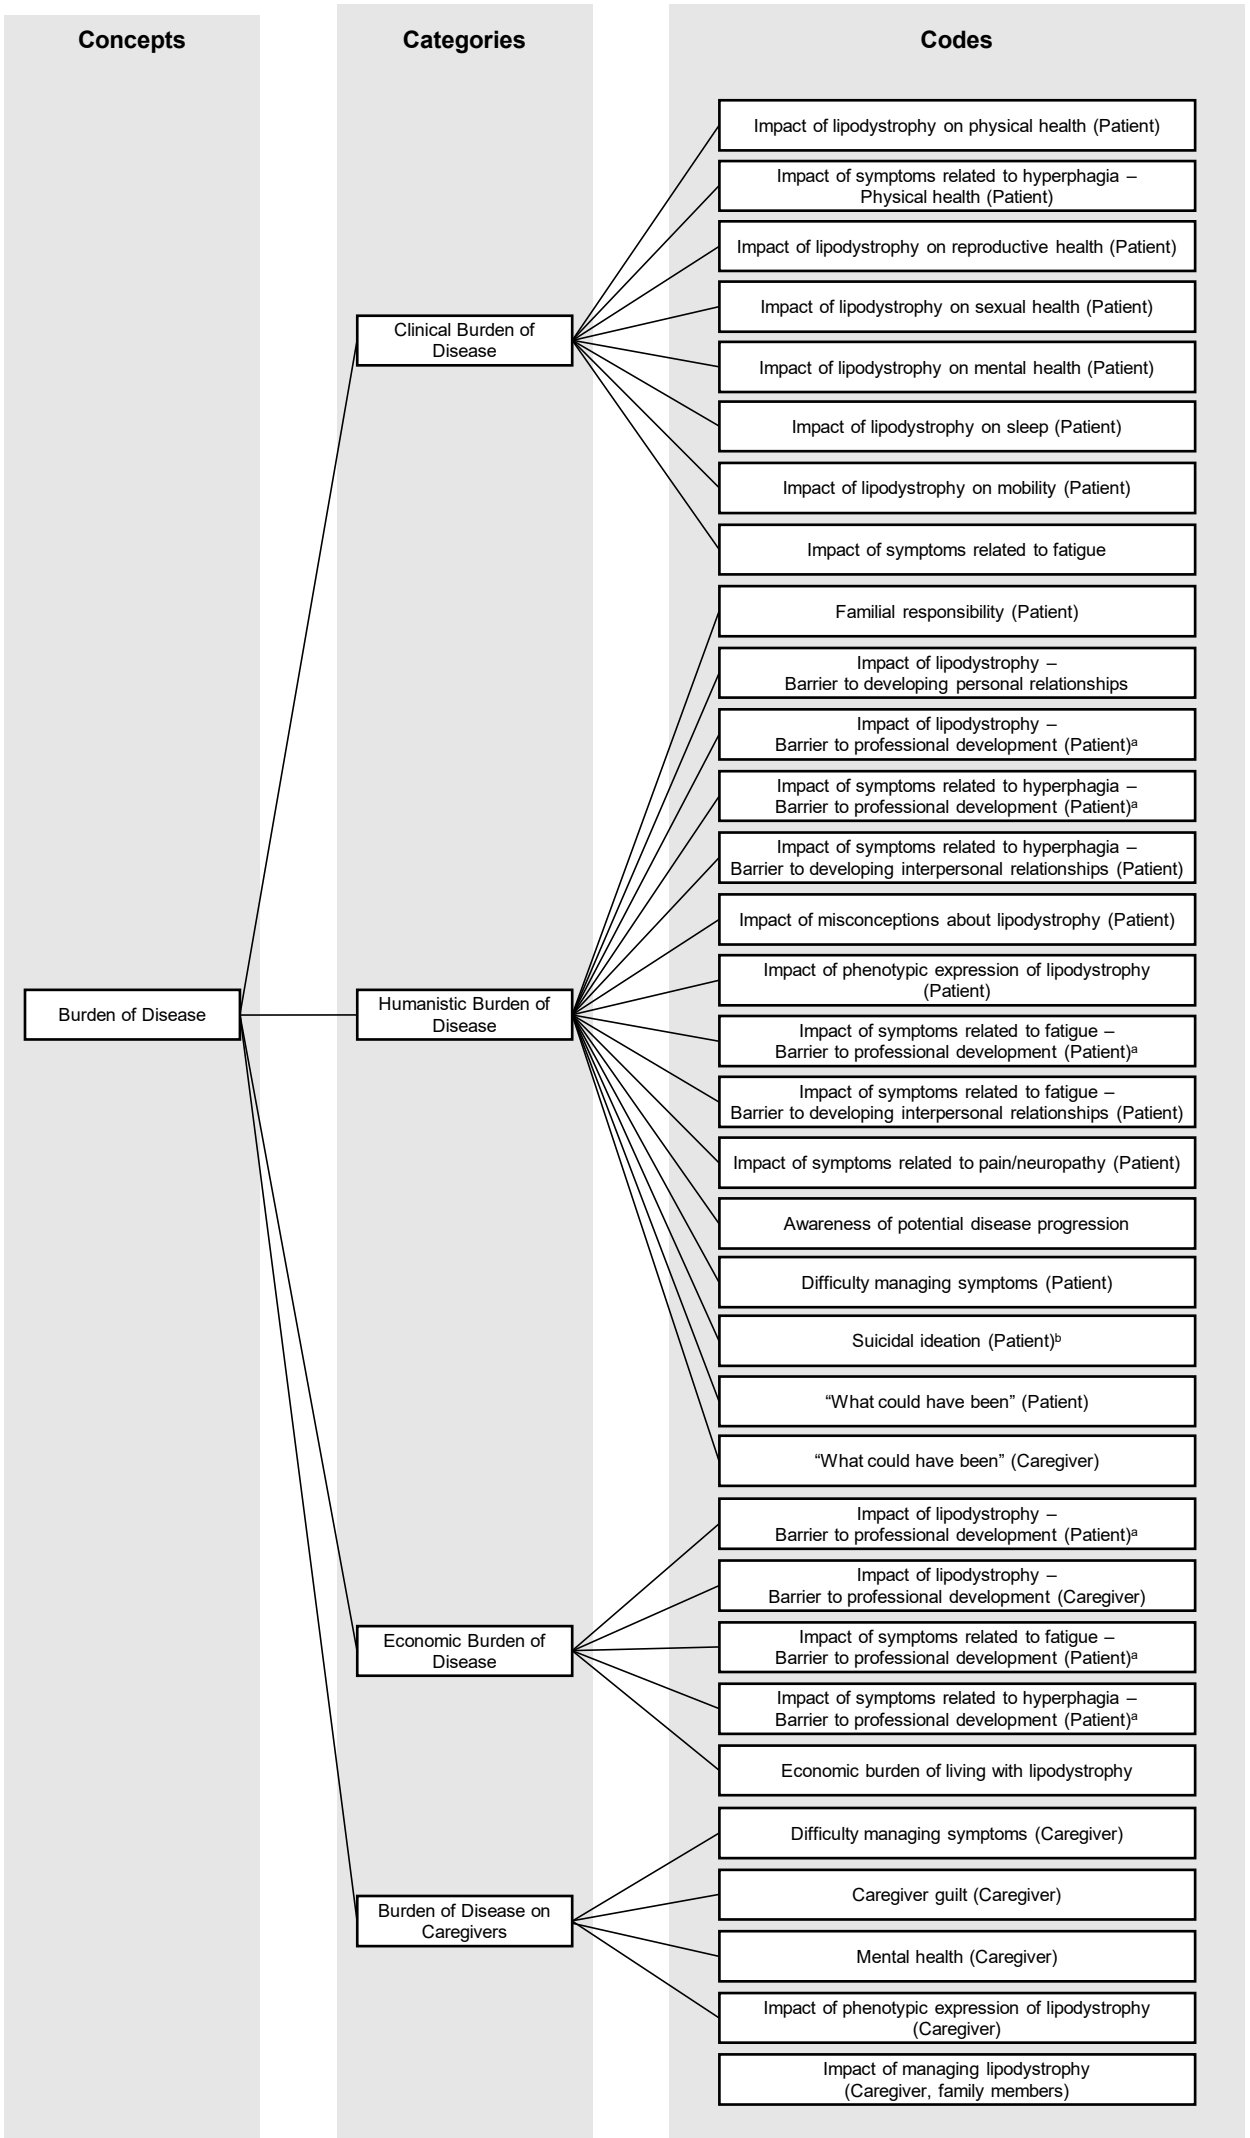 Concepts
Categories
Codes
Impact of lipodystrophy on physical health (Patient)
Impact of symptoms related to hyperphagia –
Physical health (Patient)
Impact of lipodystrophy on reproductive health (Patient)
Impact of lipodystrophy on sexual health (Patient)
Clinical Burden of
Disease
Impact of lipodystrophy on mental health (Patient)
Impact of lipodystrophy on sleep (Patient)
Impact of lipodystrophy on mobility (Patient)
Impact of symptoms related to fatigue
Familial responsibility (Patient)
Impact of lipodystrophy –
Barrier to developing personal relationships
Impact of lipodystrophy –
Barrier to professional development (Patient)ᵃ
Impact of symptoms related to hyperphagia –
Barrier to professional development (Patient)ᵃ
Impact of symptoms related to hyperphagia –
Barrier to developing interpersonal relationships (Patient)
Impact of misconceptions about lipodystrophy (Patient)
Impact of phenotypic expression of lipodystrophy
(Patient)
Burden of Disease
Humanistic Burden of
Disease
Impact of symptoms related to fatigue –
Barrier to professional development (Patient)ᵃ
Impact of symptoms related to fatigue –
Barrier to developing interpersonal relationships (Patient)
Impact of symptoms related to pain/neuropathy (Patient)
Awareness of potential disease progression
Difficulty managing symptoms (Patient)
Suicidal ideation (Patient)ᵇ
“What could have been” (Patient)
“What could have been” (Caregiver)
Impact of lipodystrophy –
Barrier to professional development (Patient)ᵃ
Impact of lipodystrophy –
Barrier to professional development (Caregiver)
Economic Burden of
Disease
Impact of symptoms related to fatigue –
Barrier to professional development (Patient)ᵃ
Impact of symptoms related to hyperphagia –
Barrier to professional development (Patient)ᵃ
Economic burden of living with lipodystrophy
Difficulty managing symptoms (Caregiver)
Caregiver guilt (Caregiver)
Burden of Disease on
Caregivers
Mental health (Caregiver)
Impact of phenotypic expression of lipodystrophy
(Caregiver)
Impact of managing lipodystrophy
(Caregiver, family members)